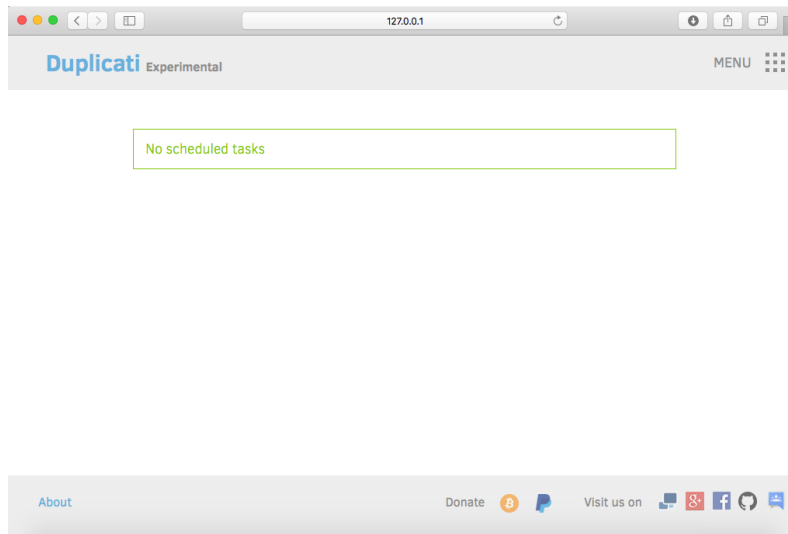 127.0.0.1
Duplicati Experimental
MENU
No scheduled tasks
About
Donate
Visit us on